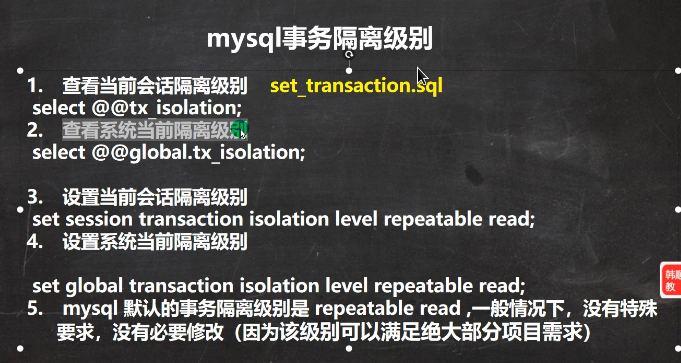 mysql事务隔离级别
1. 查看当前会话隔离级别 set_transaction.sql
select @@tx_isolation;
2. 查看系统当前隔离级别
select @@global.tx_isolation;
3. 设置当前会话隔离级别
set session transaction isolation level repeatable read;
4. 设置系统当前隔离级别
set global transaction isolation level repeatable read;
5. mysql 默认的事务隔离级别是 repeatable read ,一般情况下，没有特殊
要求，没有必要修改（因为该级别可以满足绝大部分项目需求）